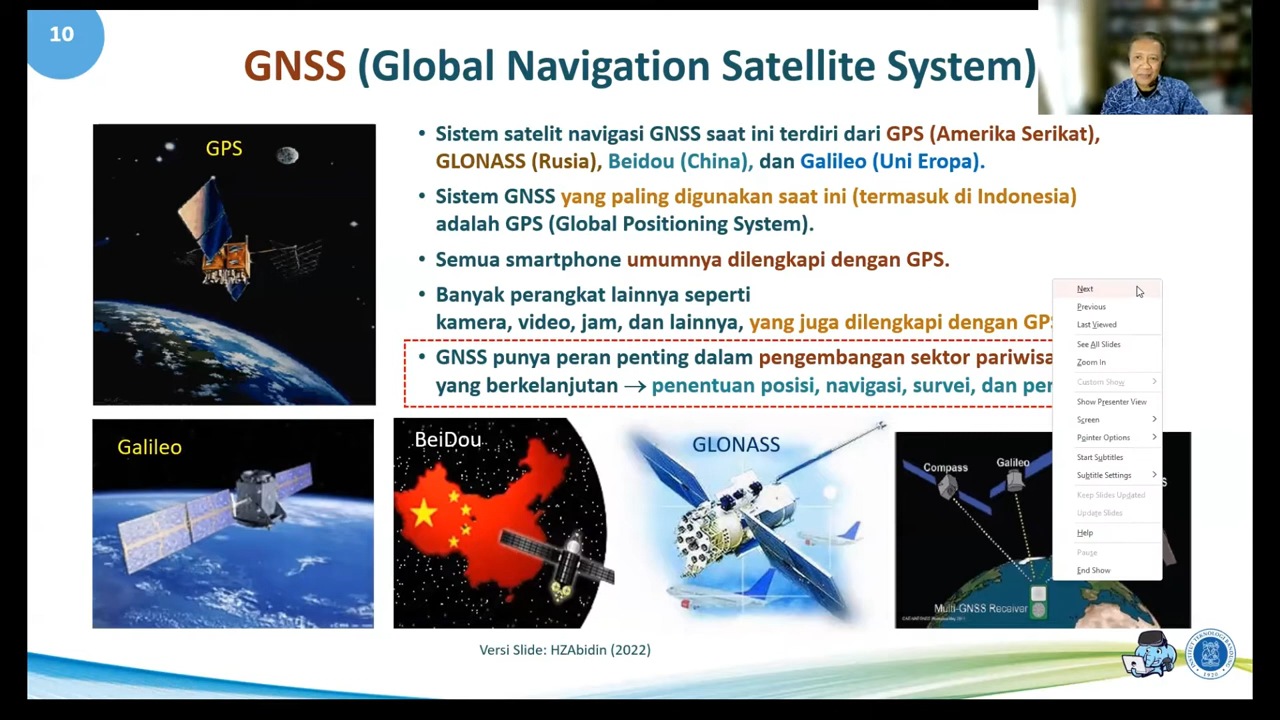 10
GNSS (Global Navigation Satellite System)
GPS
• Sistem satelit navigasi GNSS saat ini terdiri dari GPS (Amerika Serikat),
GLONASS (Rusia), Beidou (China), dan Galileo (Uni Eropa).
• Sistem GNSS yang paling digunakan saat ini (termasuk di Indonesia)
adalah GPS (Global Positioning System).
• Semua smartphone umumnya dilengkapi dengan GPS.
• Banyak perangkat lainnya seperti
kamera, video, jam, dan lainnya, yang juga dilengkapi dengan GPS
• GNSS punya peran penting dalam pengembangan sektor pariwisa
yang berkelanjutan → penentuan posisi, navigasi, survei, dan per
Next
Previous
Last Viewed
See All Slides
Zoom In
Custom Show
Show Presenter View
Screen
Pointer Options
Start Subtitles
Subtitle Settings
Keep Slides Updated
Update Slides
Help
Pause
End Show
Galileo
BeiDou
GLONASS
Compass
Galileo
Multi-GNSS Receiver
Versi Slide: HZAbidin (2022)
INSTITUT TEKNOLOGI BANDUNG
1920